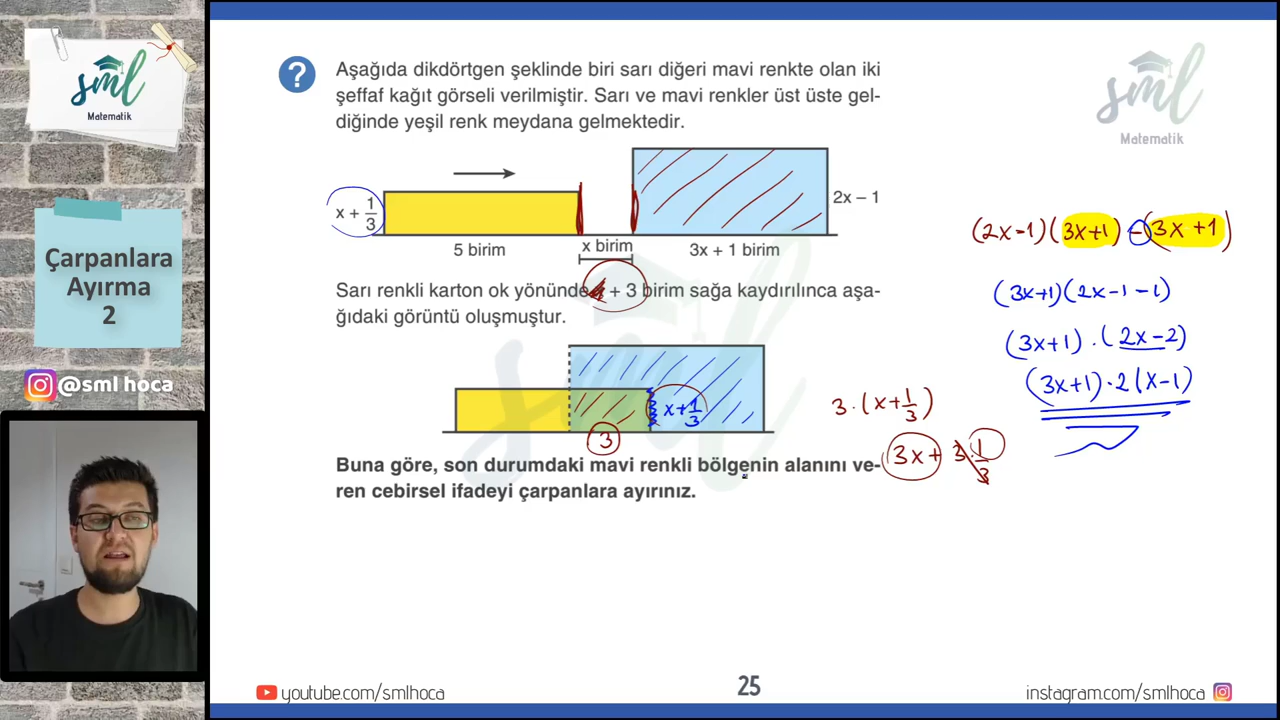 sml
Matematik
Çarpanlara
Ayırma
2
@sml hoca
?
Aşağıda dikdörtgen şeklinde biri sarı diğeri mavi renkte olan iki
şeffaf kağıt görseli verilmiştir. Sarı ve mavi renkler üst üste gel-
diğinde yeşil renk meydana gelmektedir.
sml
Matematik
x + 1/3
2x – 1
5 birim
x birim
3x + 1 birim
Sarı renkli karton ok yönünde + 3 birim sağa kaydırılınca aşa-
ğıdaki görüntü oluşmuştur.
x+1/3
3
Buna göre, son durumdaki mavi renkli bölgenin alanını ve-
ren cebirsel ifadeyi çarpanlara ayırınız.
3·(x+1/3)
3x+ 3·1/3
(2x-1)(3x+1) -(3x+1)
(3x+1)(2x-1-1)
(3x+1)·(2x-2)
(3x+1)·2(x-1)
youtube.com/smlhoca
25
instagram.com/smlhoca